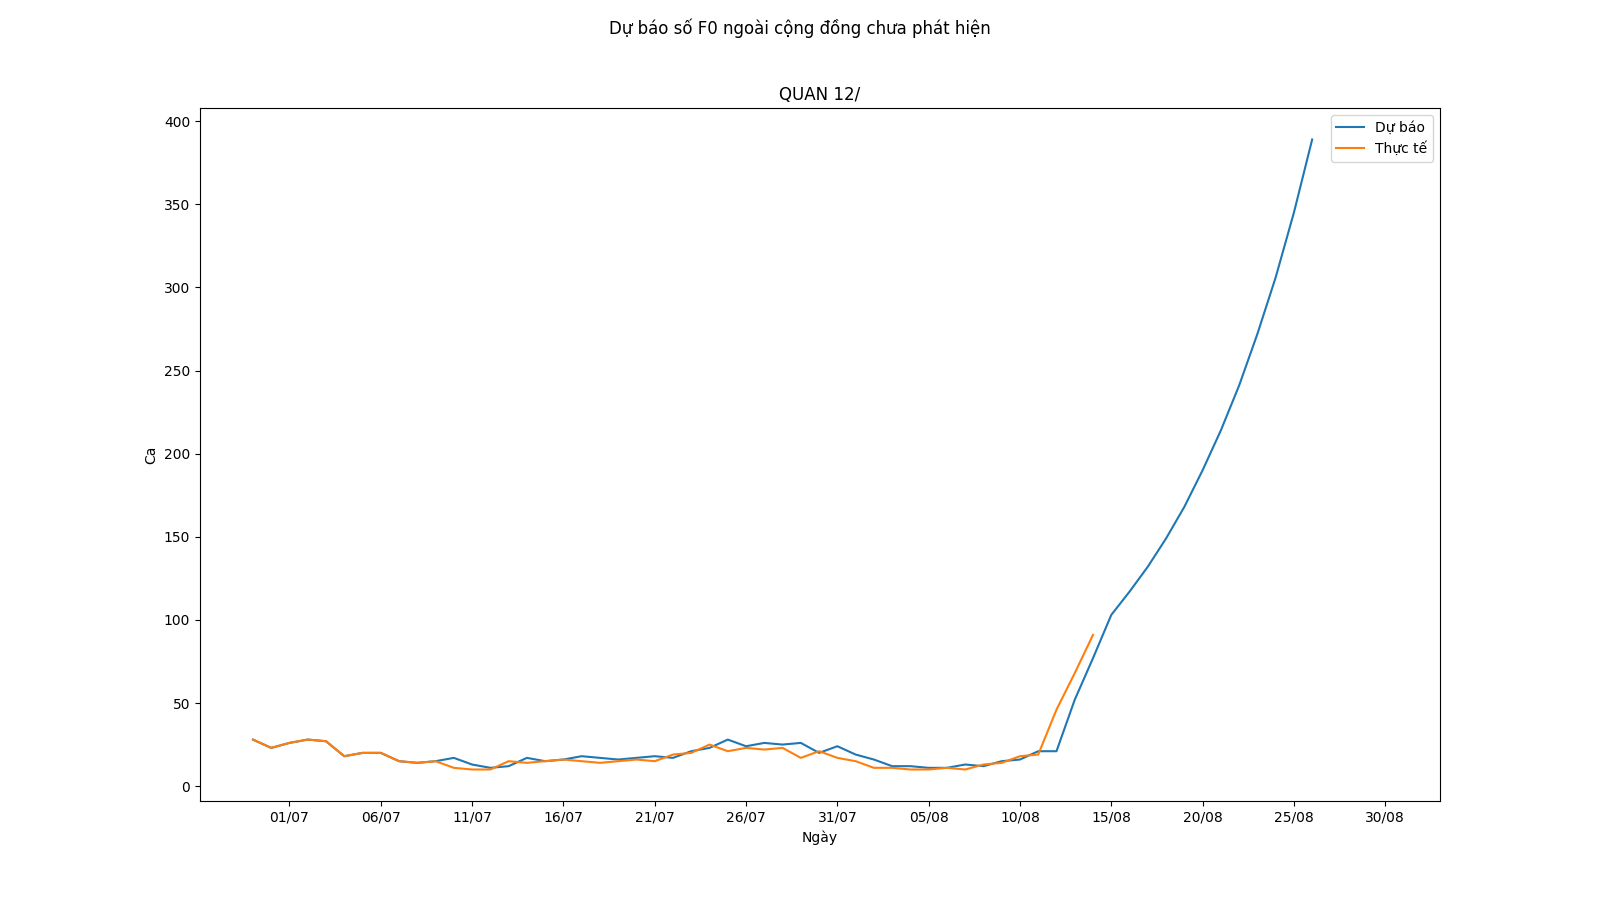 Dự báo số F0 ngoài cộng đồng chưa phát hiện
QUAN 12/
Dự báo
Thực tế
400
350
300
250
200
150
100
50
0
Ca
01/07 06/07 11/07 16/07 21/07 26/07 31/07 05/08 10/08 15/08 20/08 25/08 30/08
Ngày